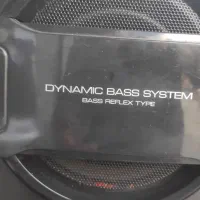 DYNAMIC BASS SYSTEM
BASS REFLEX TYPE